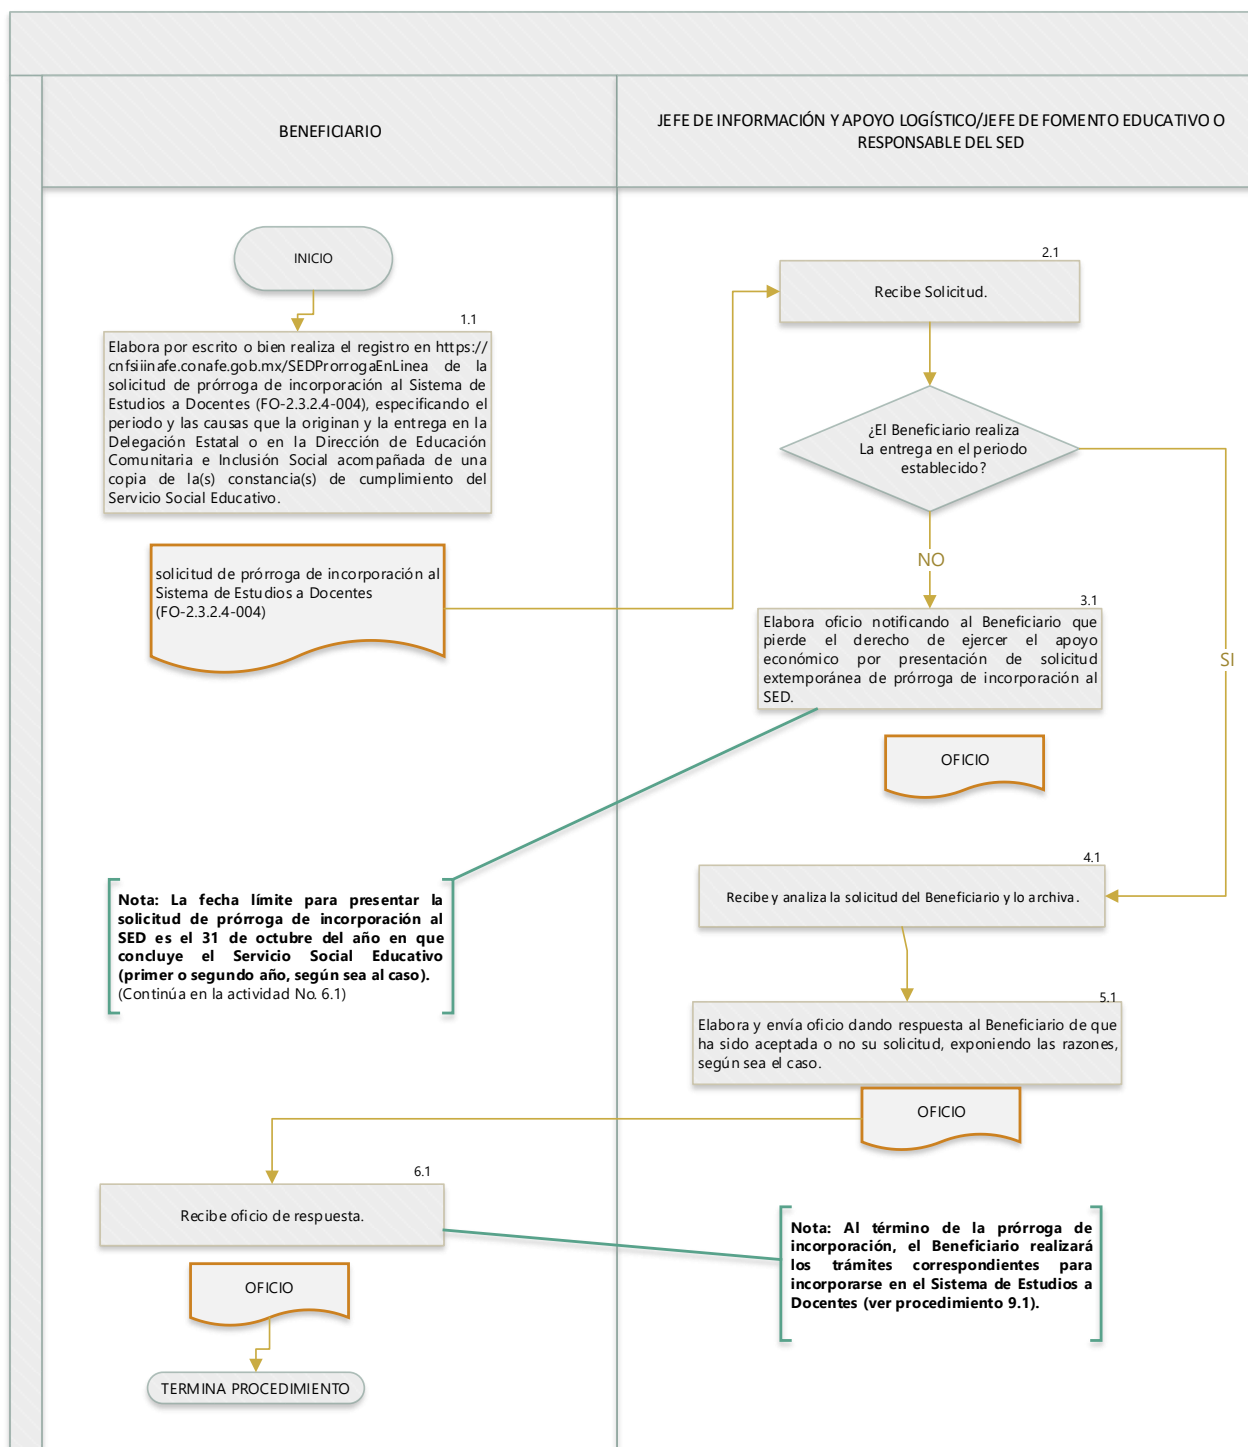 BENEFICIARIO
JEFE DE INFORMACIÓN Y APOYO LOGÍSTICO/JEFE DE FOMENTO EDUCATIVO O
RESPONSABLE DEL SED
INICIO
1.1
Elabora por escrito o bien realiza el registro en https://
cnfsiiinafe.conafe.gob.mx/SEDProrrogaEnLinea de la
solicitud de prórroga de incorporación al Sistema de
Estudios a Docentes (FO-2.3.2.4-004), especificando el
periodo y las causas que la originan y la entrega en la
Delegación Estatal o en la Dirección de Educación
Comunitaria e Inclusión Social acompañada de una
copia de la(s) constancia(s) de cumplimiento del
Servicio Social Educativo.
solicitud de prórroga de incorporación al
Sistema de Estudios a Docentes
(FO-2.3.2.4-004)
2.1
Recibe Solicitud.
¿El Beneficiario realiza
La entrega en el periodo
establecido?
NO
SI
3.1
Elabora oficio notificando al Beneficiario que
pierde el derecho de ejercer el apoyo
económico por presentación de solicitud
extemporánea de prórroga de incorporación al
SED.
OFICIO
Nota: La fecha límite para presentar la
solicitud de prórroga de incorporación al
SED es el 31 de octubre del año en que
concluye el Servicio Social Educativo
(primer o segundo año, según sea al caso).
(Continúa en la actividad No. 6.1)
4.1
Recibe y analiza la solicitud del Beneficiario y lo archiva.
5.1
Elabora y envía oficio dando respuesta al Beneficiario de que
ha sido aceptada o no su solicitud, exponiendo las razones,
según sea el caso.
OFICIO
6.1
Recibe oficio de respuesta.
OFICIO
Nota: Al término de la prórroga de
incorporación, el Beneficiario realizará
los trámites correspondientes para
incorporarse en el Sistema de Estudios a
Docentes (ver procedimiento 9.1).
TERMINA PROCEDIMIENTO